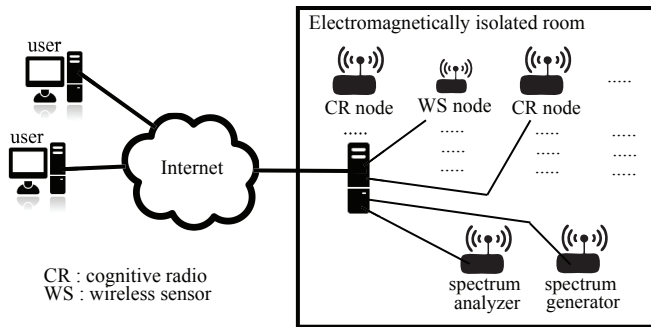 Electromagnetically isolated room
user
CR node
WS node
CR node
.....
user
.....
.....
.....
.....
.....
.....
.....
.....
.....
.....
Internet
CR : cognitive radio
WS : wireless sensor
spectrum
analyzer
spectrum
generator